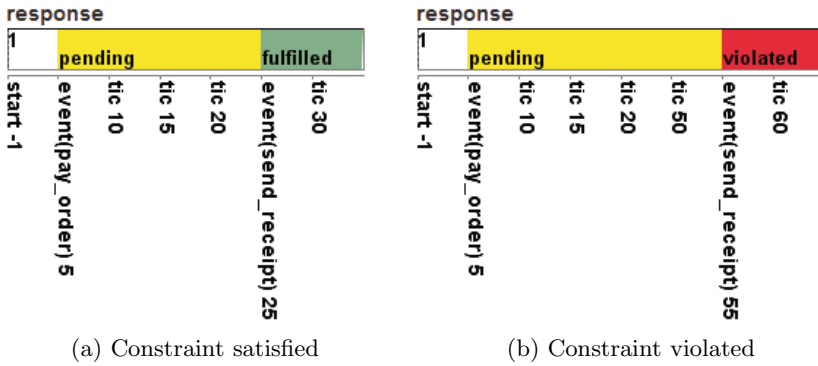 response
1
pending
fulfilled
start -1
event(pay_order) 5
tic 10
tic 15
tic 20
event(send_receipt) 25
tic 30
(a) Constraint satisfied
response
1
pending
violated
start -1
event(pay_order) 5
tic 10
tic 15
tic 20
tic 50
event(send_receipt) 55
tic 60
(b) Constraint violated